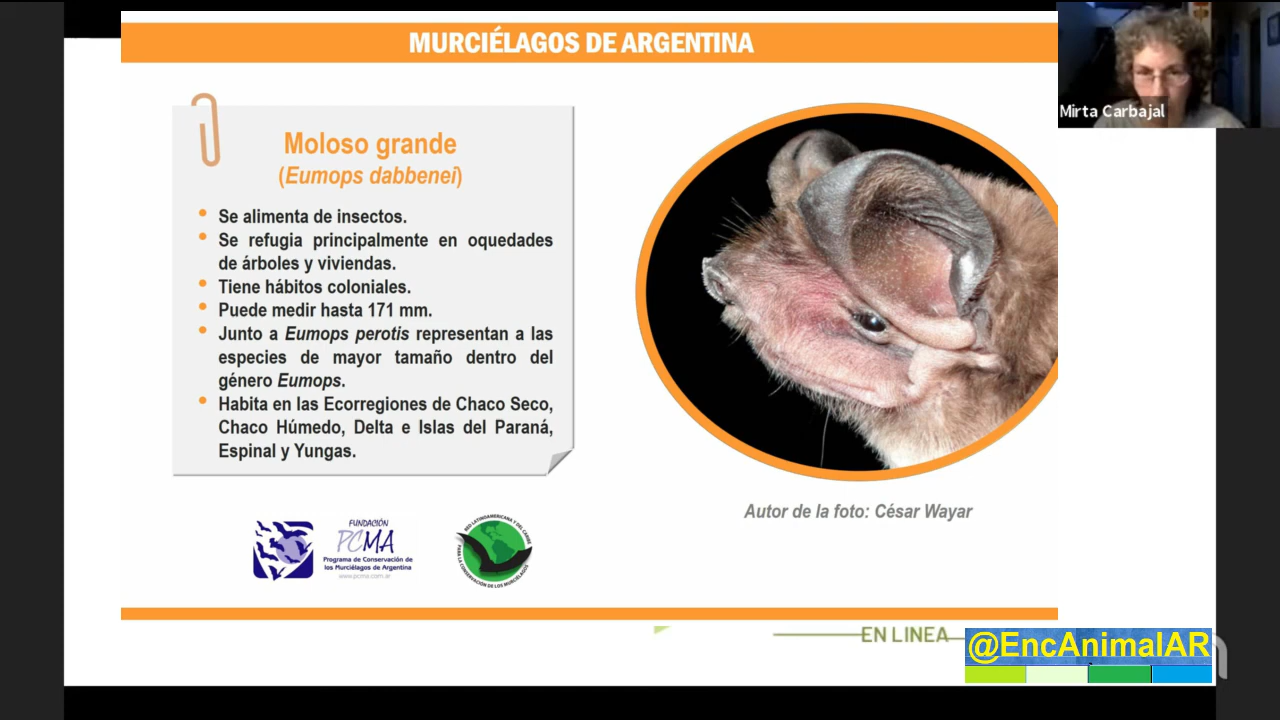 MURCIÉLAGOS DE ARGENTINA
Mirta Carbajal
Moloso grande
(Eumops dabbenei)
Se alimenta de insectos.
Se refugia principalmente en oquedades
de árboles y viviendas.
Tiene hábitos coloniales.
Puede medir hasta 171 mm.
Junto a Eumops perotis representan a las
especies de mayor tamaño dentro del
género Eumops.
Habita en las Ecorregiones de Chaco Seco,
Chaco Húmedo, Delta e Islas del Paraná,
Espinal y Yungas.
Autor de la foto: César Wayar
FUNDACIÓN
PCMA
Programa de Conservación de
los Murciélagos de Argentina
www.pcma.com.ar
RED LATINOAMERICANA Y DEL CARIBE
PARA LA CONSERVACIÓN DE LOS MURCIÉLAGOS
EN LINEA
@EncAnimalAR